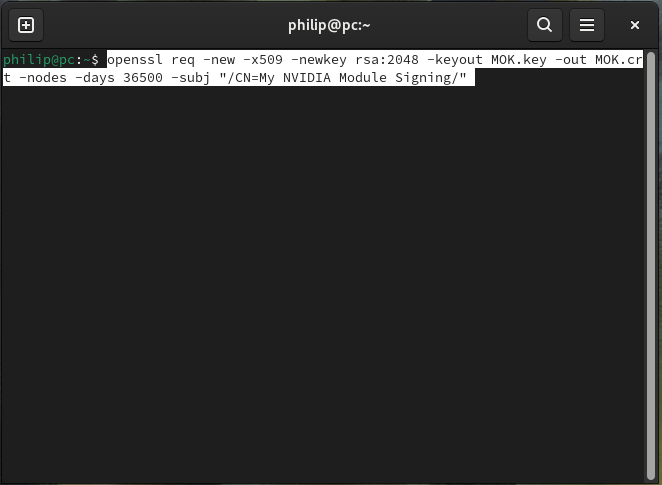 philip@pc:~
philip@pc:~$ openssl req -new -x509 -newkey rsa:2048 -keyout MOK.key -out MOK.cr
t -nodes -days 36500 -subj "/CN=My NVIDIA Module Signing/"